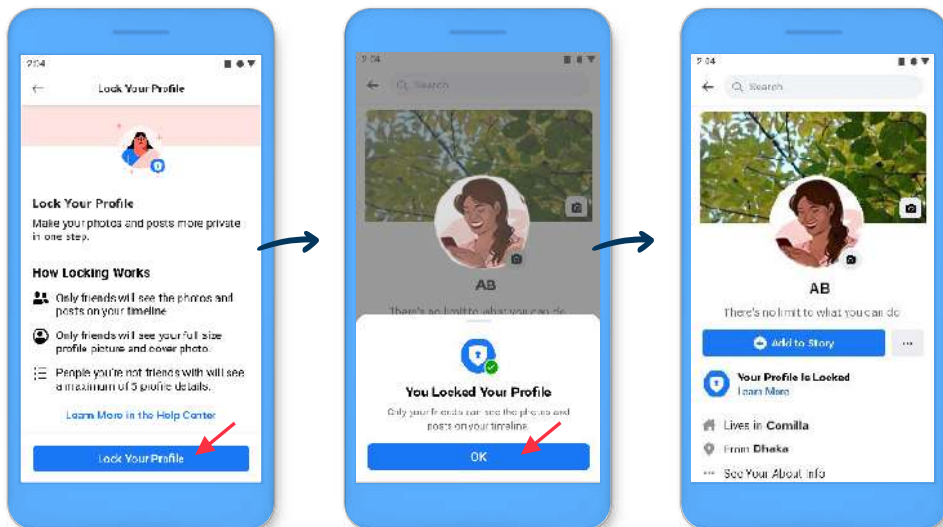 2:04
Lock Your Profile
Lock Your Profile
Make your photos and posts more private
in one step.
How Locking Works
Only friends will see the photos and
posts on your timeline
Only friends will see your full size
profile picture and cover photo.
People you're not friends with will see
a maximum of 5 profile details.
Learn More in the Help Center
Lock Your Profile
2:04
Search
AB
There's no limit to what you can do
You Locked Your Profile
Only your friends can see the photos and
posts on your timeline.
OK
2:04
Search
AB
There's no limit to what you can do
Add to Story
Your Profile Is Locked
Learn More
Lives in Comilla
From Dhaka
See Your About Info